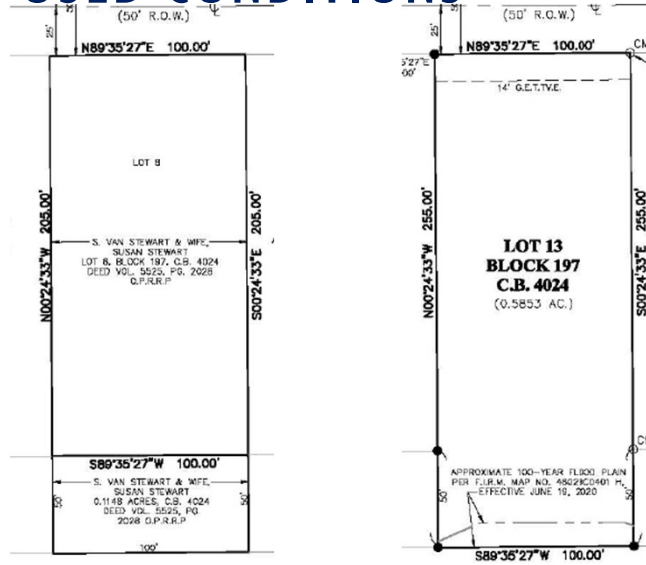 (50' R.O.W.)
25'
N89°35'27"E 100.00'
LOT 8
N00°24'33"W 205.00'
205.00'
S00°24'33"E
S. VAN STEWART & WIFE,
SUSAN STEWART
LOT 8, BLOCK 197, C.B. 4024
DEED VOL. 5525, PG. 2028
O.P.R.R.P
S89°35'27"W 100.00'
50'
50'
S. VAN STEWART & WIFE,
SUSAN STEWART
0.1148 ACRES, C.B. 4024
DEED VOL. 5525, PG.
2028 O.P.R.R.P
100'
(50' R.O.W.)
25'
N89°35'27"E 100.00'
14' G.E.T.TV.E.
N00°24'33"W 255.00'
255.00'
S00°24'33"E
LOT 13
BLOCK 197
C.B. 4024
(0.5853 AC.)
APPROXIMATE 100-YEAR FLOOD PLAIN
PER F.I.R.M. MAP NO. 48029C0401 H,
EFFECTIVE JUNE 19, 2020
50'
50'
S89°35'27"W 100.00'